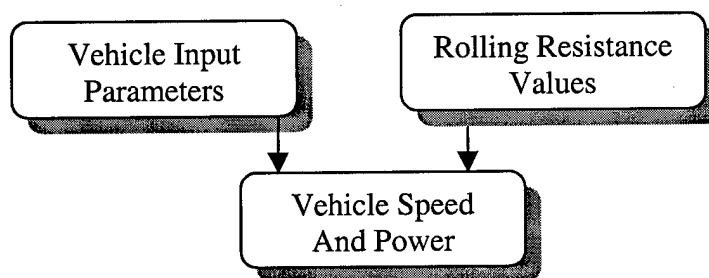 Vehicle Input
Parameters
Rolling Resistance
Values
Vehicle Speed
And Power